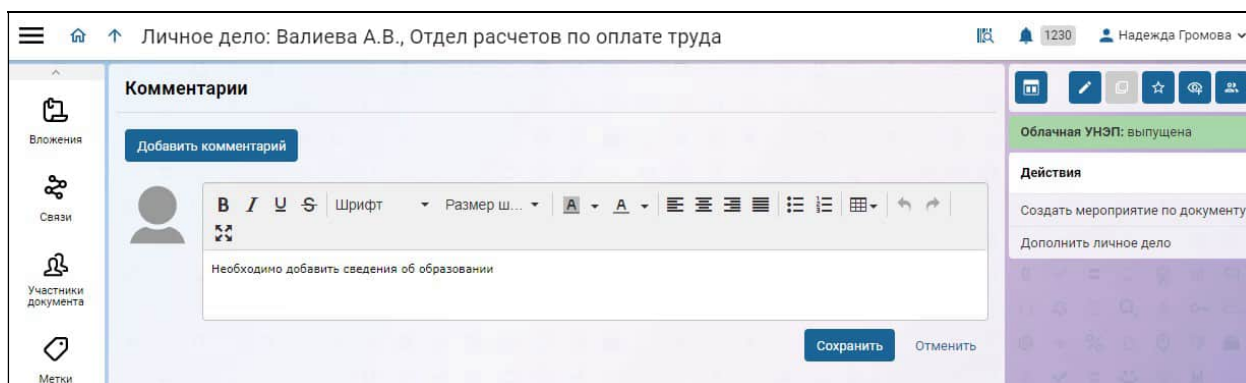 Личное дело: Валиева А.В., Отдел расчетов по оплате труда
1230
Надежда Громова
Вложения
Связи
Участники
документа
Метки
Комментарии
Добавить комментарий
B I U S Шрифт Размер ш... A A
Необходимо добавить сведения об образовании
Сохранить Отменить
Облачная УНЭП: выпущена
Действия
Создать мероприятие по документу
Дополнить личное дело